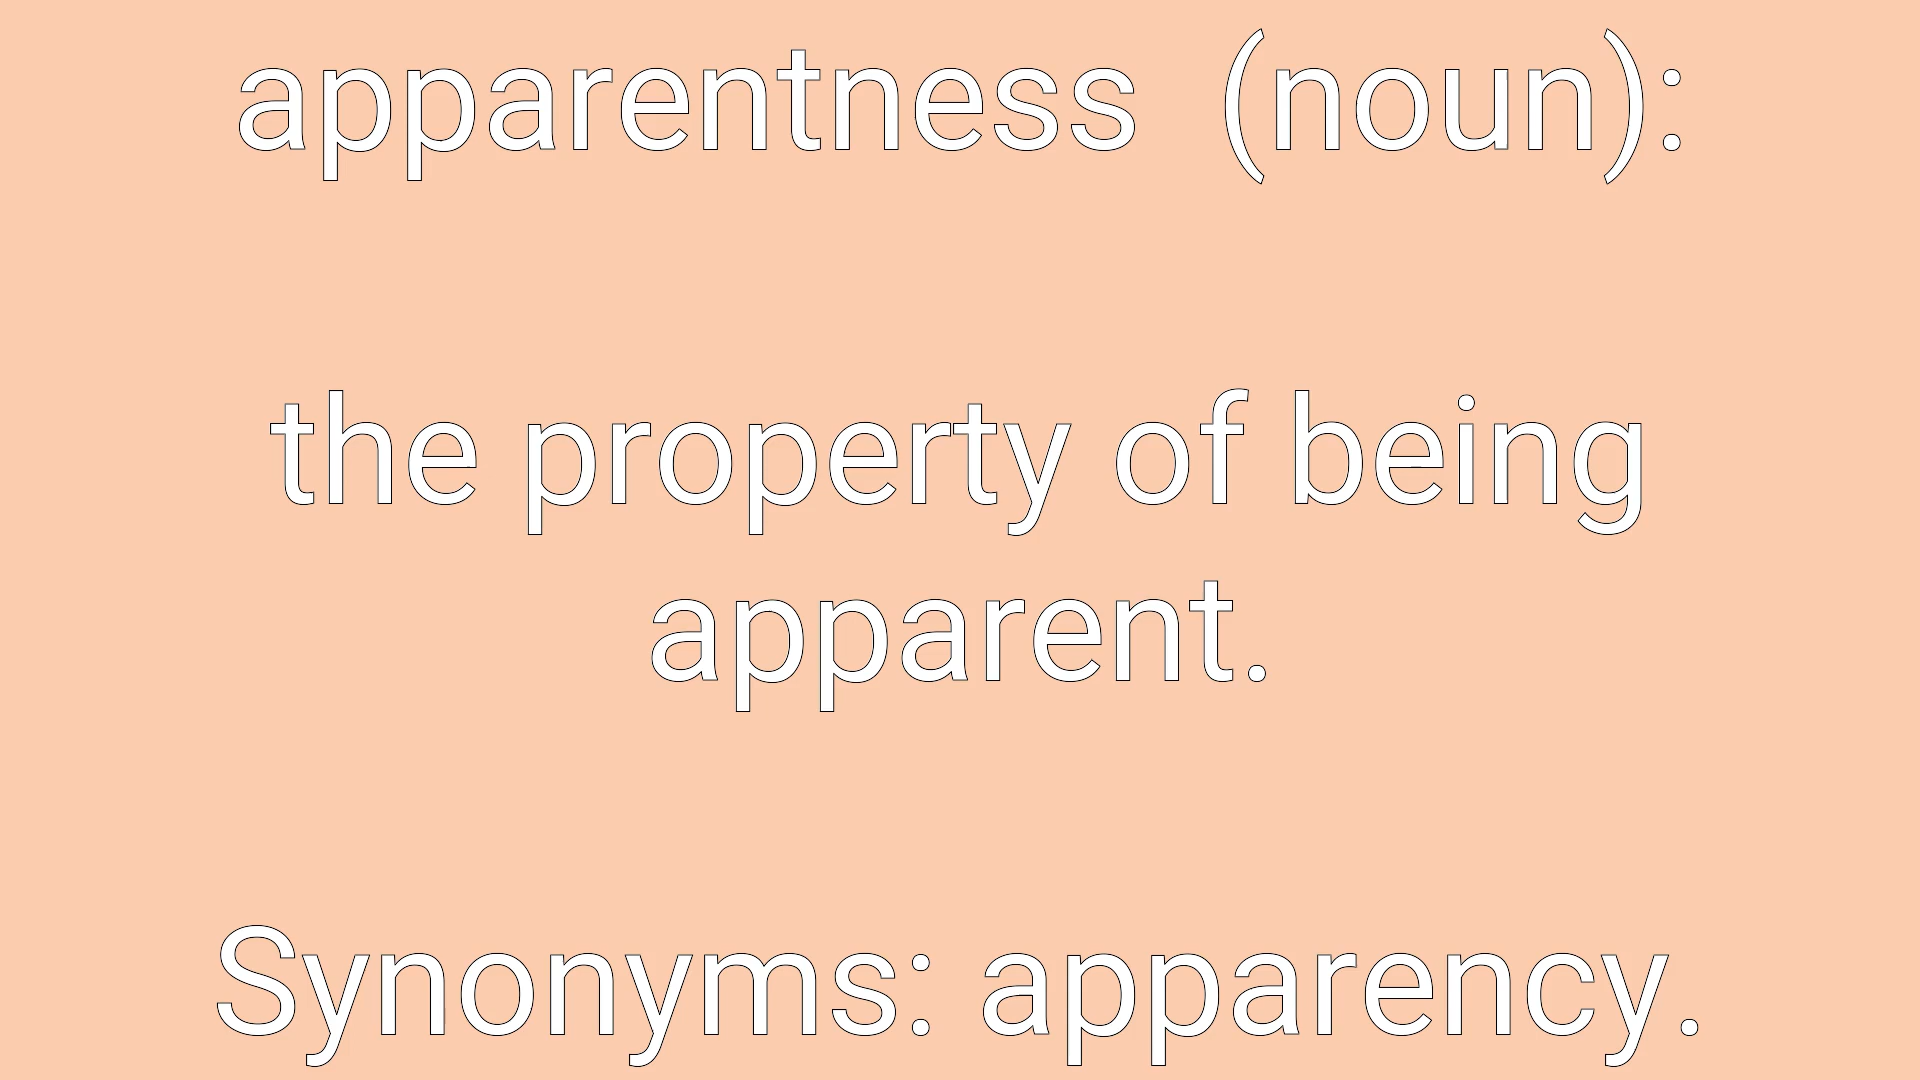 apparentness  (noun):
the property of being
apparent.
Synonyms: apparency.